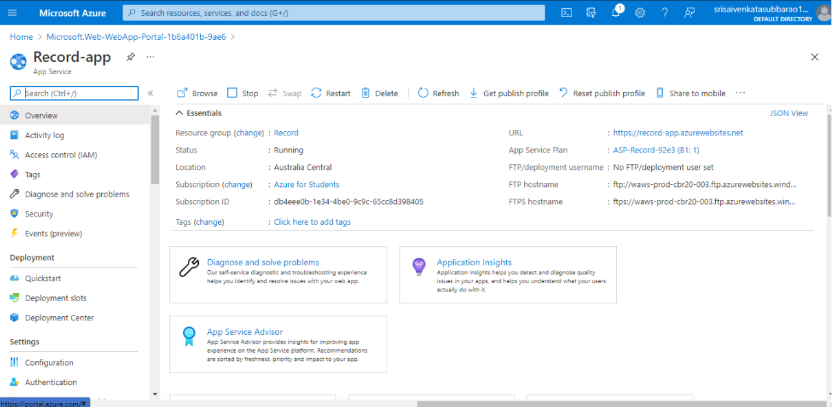 Microsoft Azure
Search resources, services, and docs (G+/)
1
srisaivenkatasubbarao1...
DEFAULT DIRECTORY
Home > Microsoft.Web-WebApp-Portal-1b6a401b-9ae6 >
Record-app
App Service
Search (Ctrl+/)
Overview
Activity log
Access control (IAM)
Tags
Diagnose and solve problems
Security
Events (preview)
Deployment
Quickstart
Deployment slots
Deployment Center
Settings
Configuration
Authentication
https://portal.azure.com/#
Browse Stop Swap Restart Delete Refresh Get publish profile Reset publish profile Share to mobile ...
Essentials JSON View
Resource group (change) : Record
Status : Running
Location : Australia Central
Subscription (change) : Azure for Students
Subscription ID : db4eee0b-1e34-4be0-9c9c-65cc8d398405
Tags (change) : Click here to add tags
URL : https://record-app.azurewebsites.net
App Service Plan : ASP-Record-92e3 (B1: 1)
FTP/deployment username : No FTP/deployment user set
FTP hostname : ftp://waws-prod-cbr20-003.ftp.azurewebsites.wind...
FTPS hostname : ftps://waws-prod-cbr20-003.ftp.azurewebsites.win...
Diagnose and solve problems
Our self-service diagnostic and troubleshooting experience
helps you identify and resolve issues with your web app
Application Insights
Application Insights helps you detect and diagnose quality
issues in your apps, and helps you understand what your users
actually do with it.
App Service Advisor
App Service Advisor provides insights for improving app
experience on the App Service platform. Recommendations
are sorted by freshness, priority and impact to your app.